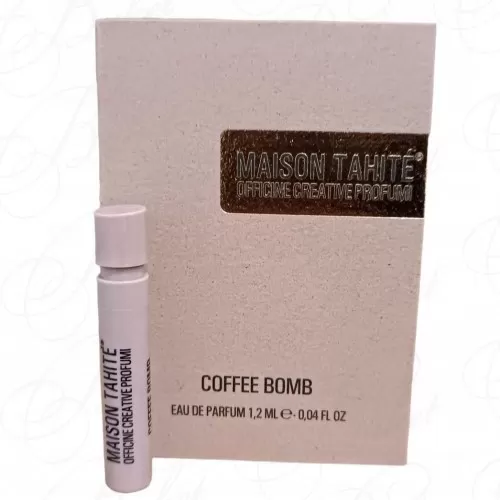 MAISON TAHITÉ®
OFFICINE CREATIVE PROFUMI
COFFEE BOMB
EAU DE PARFUM 1,2 ML ℮ - 0,04 FL OZ
MAISON TAHITÉ®
OFFICINE CREATIVE PROFUMI
COFFEE BOMB